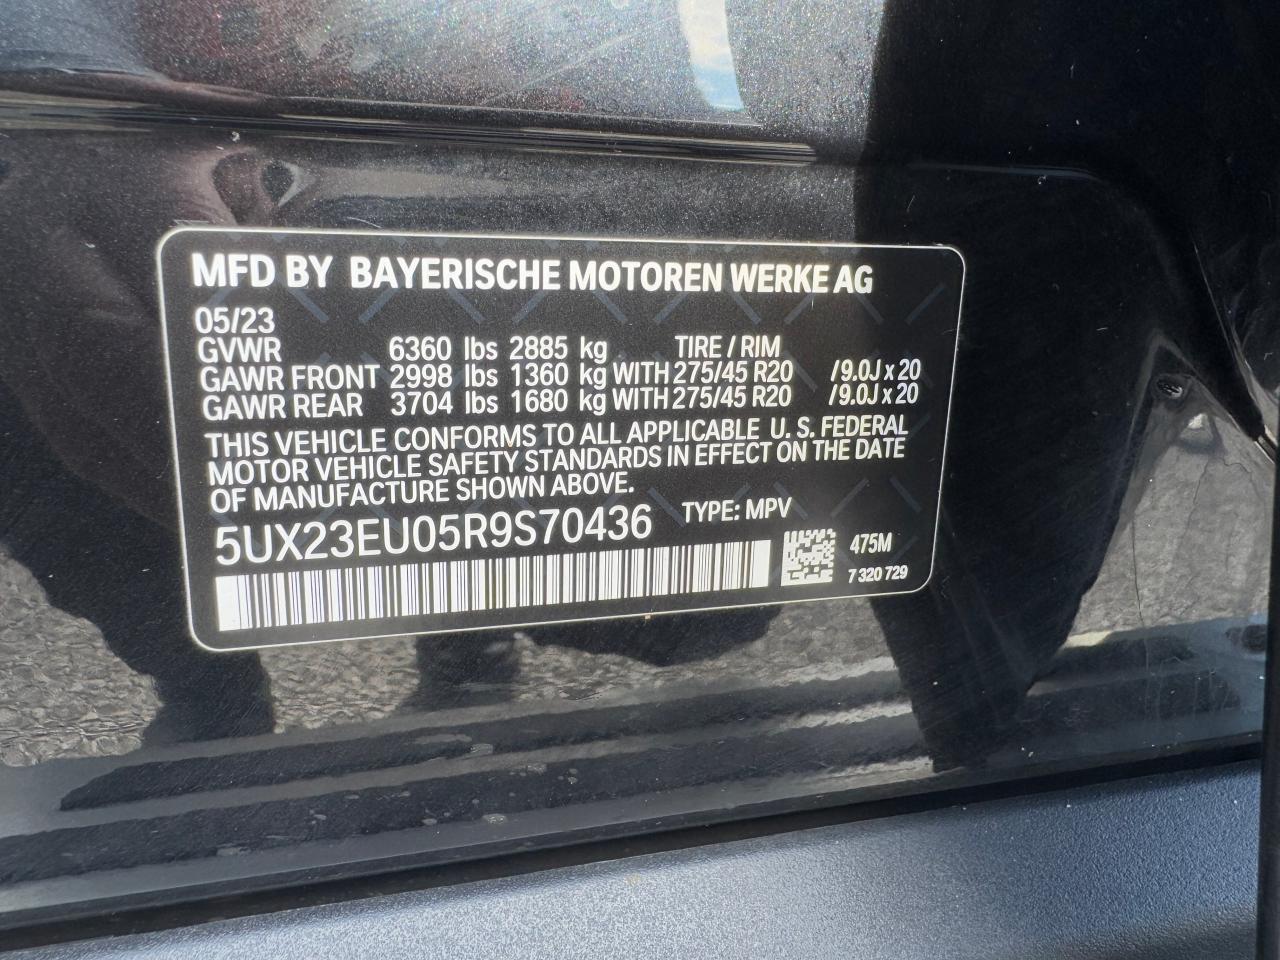 MFD BY BAYERISCHE MOTOREN WERKE AG
05/23
GVWR 6360 lbs 2885 kg TIRE / RIM
GAWR FRONT 2998 lbs 1360 kg WITH 275/45 R20 /9.0J x 20
GAWR REAR 3704 lbs 1680 kg WITH 275/45 R20 /9.0J x 20
THIS VEHICLE CONFORMS TO ALL APPLICABLE U. S. FEDERAL
MOTOR VEHICLE SAFETY STANDARDS IN EFFECT ON THE DATE
OF MANUFACTURE SHOWN ABOVE.
5UX23EU05R9S70436 TYPE: MPV
475M
7 320 729